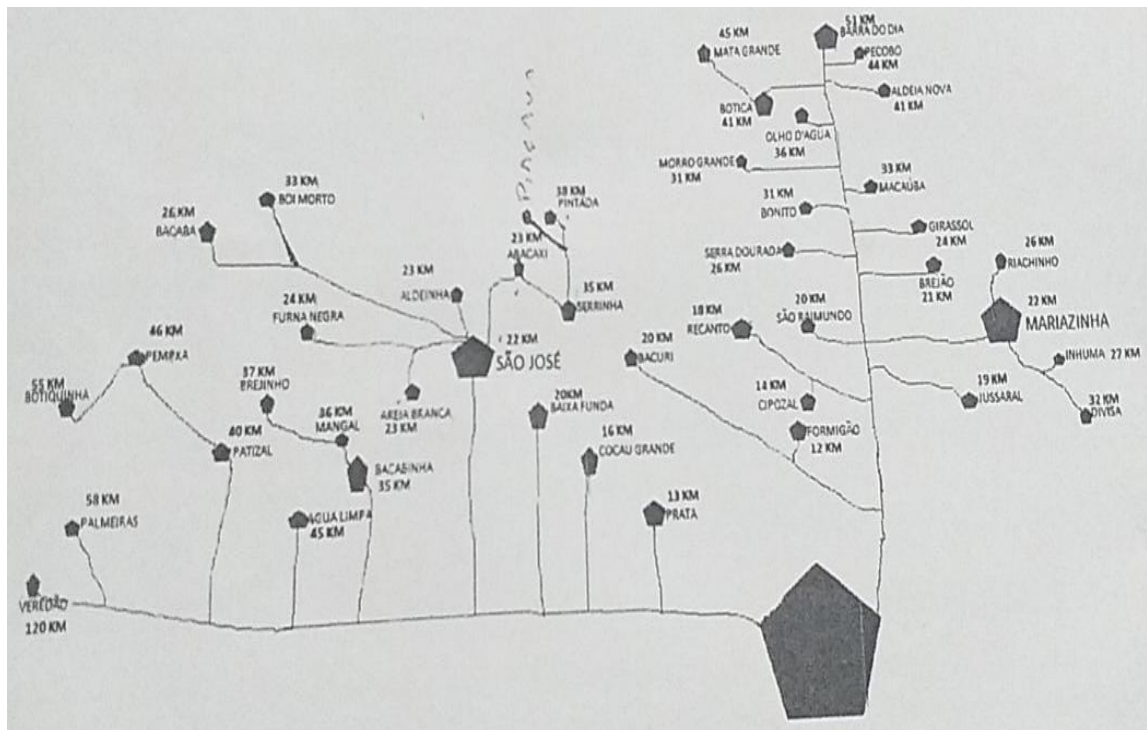 51 KM
BARRA DO DIA
45 KM
MATA GRANDE
PECOBO
44 KM
ALDEIA NOVA
41 KM
BOTICA
41 KM
OLHO D'AGUA
36 KM
MORRO GRANDE
31 KM
33 KM
MACAÚBA
33 KM
BOI MORTO
38 KM
PINTADA
31 KM
BONITO
26 KM
BACABA
GIRASSOL
24 KM
23 KM
ABACAXI
SERRA DOURADA
26 KM
26 KM
RIACHINHO
BREJÃO
21 KM
23 KM
ALDEINHA
35 KM
SERRINHA
24 KM
FURNA NEGRA
18 KM
RECANTO
20 KM
SÃO RAIMUNDO
22 KM
MARIAZINHA
46 KM
22 KM
SÃO JOSÉ
20 KM
BACURI
INHUMA 27 KM
55 KM
BOTIQUINHA
37 KM
BREJINHO
AREIA BRANCA
23 KM
20KM
BAIXA FUNDA
14 KM
CIPOZAL
19 KM
JUSSARAL
32 KM
DIVISA
36 KM
MANGAL
40 KM
PATIZAL
16 KM
COCAU GRANDE
FORMIGÃO
12 KM
BACABINHA
35 KM
58 KM
PALMEIRAS
AGUA LIMPA
45 KM
13 KM
PRATA
VEREDÃO
120 KM